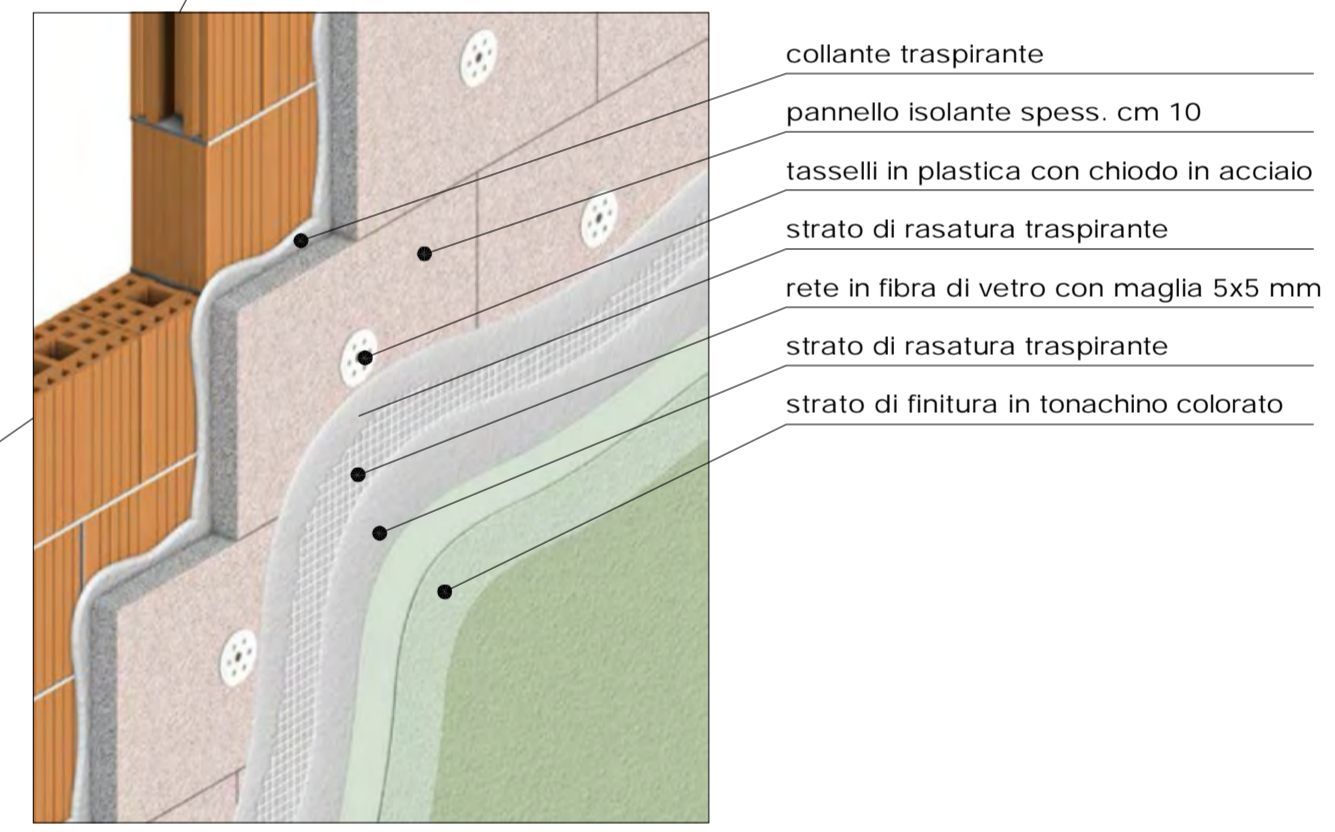 collante traspirante
pannello isolante spess. cm 10
tasselli in plastica con chiodo in acciaio
strato di rasatura traspirante
rete in fibra di vetro con maglia 5x5 mm
strato di rasatura traspirante
strato di finitura in tonachino colorato